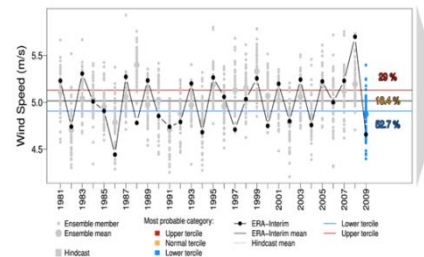 Wind Speed (m/s)
5.5
5.0
4.5
29 %
18.4 %
52.7 %
1981
1983
1985
1987
1989
1991
1993
1995
1997
1999
2001
2003
2005
2007
2009
Ensemble member
Ensemble mean
Hindcast
Most probable category:
Upper tercile
Normal tercile
Lower tercile
ERA-Interim
ERA-Interim mean
Hindcast mean
Lower tercile
Upper tercile